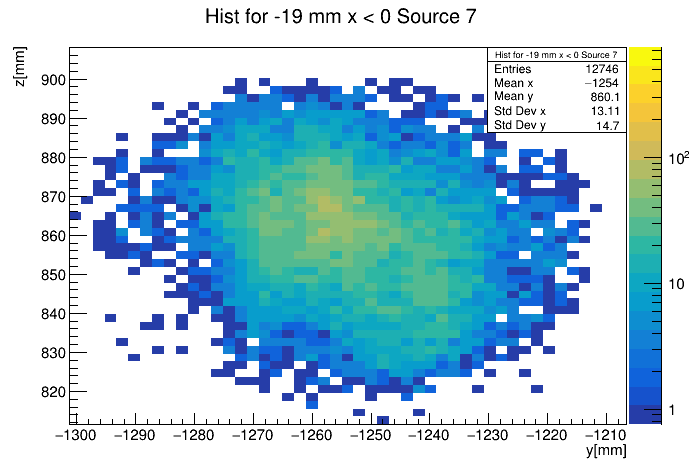 Hist for -19 mm x < 0 Source 7
z[mm]
Hist for -19 mm x < 0 Source 7
Entries 12746
Mean x −1254
Mean y 860.1
Std Dev x 13.11
Std Dev y 14.7
900
890
880
870
860
850
840
830
820
10²
10
1
−1300 −1290 −1280 −1270 −1260 −1250 −1240 −1230 −1220 −1210
y[mm]